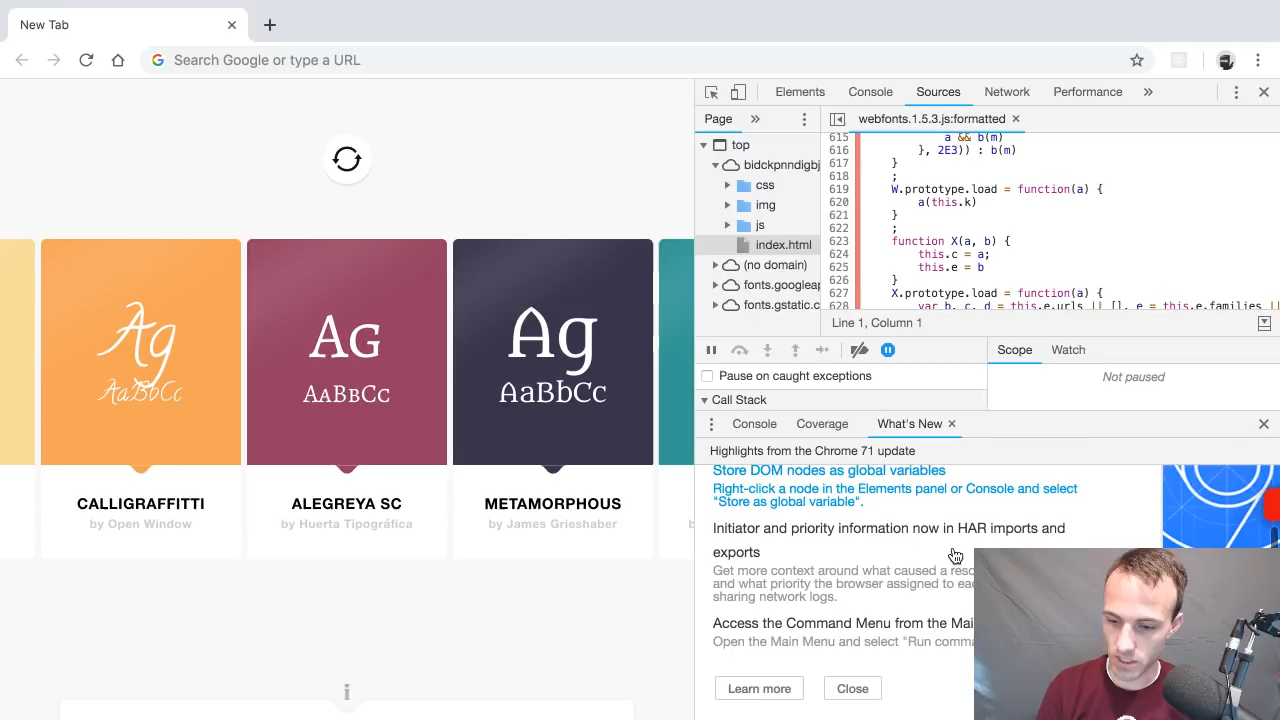 New Tab
Search Google or type a URL
Elements Console Sources Network Performance »
Page »
webfonts.1.5.3.js:formatted
top
bidckpnndigbj
css
img
js
index.html
(no domain)
fonts.googleap
fonts.gstatic.c
615 a && b(m)
616 }, 2E3)) : b(m)
617 }
618 ;
619 W.prototype.load = function(a) {
620 a(this.k)
621 }
622 ;
623 function X(a, b) {
624 this.c = a;
625 this.e = b
626 }
627 X.prototype.load = function(a) {
628 var b, c, d = this.e.urls || [], e = this.e.families ||
Line 1, Column 1
Scope Watch
Pause on caught exceptions
Not paused
Call Stack
Console Coverage What's New
Highlights from the Chrome 71 update
Store DOM nodes as global variables
Right-click a node in the Elements panel or Console and select
"Store as global variable".
Initiator and priority information now in HAR imports and
exports
Get more context around what caused a reso
and what priority the browser assigned to ea
sharing network logs.
Access the Command Menu from the Mai
Open the Main Menu and select "Run comma
Learn more Close
Ag
AaBbCc
CALLIGRAFFITTI
by Open Window
Ag
AaBbCc
ALEGREYA SC
by Huerta Tipográfica
Ag
AaBbCc
METAMORPHOUS
by James Grieshaber
i